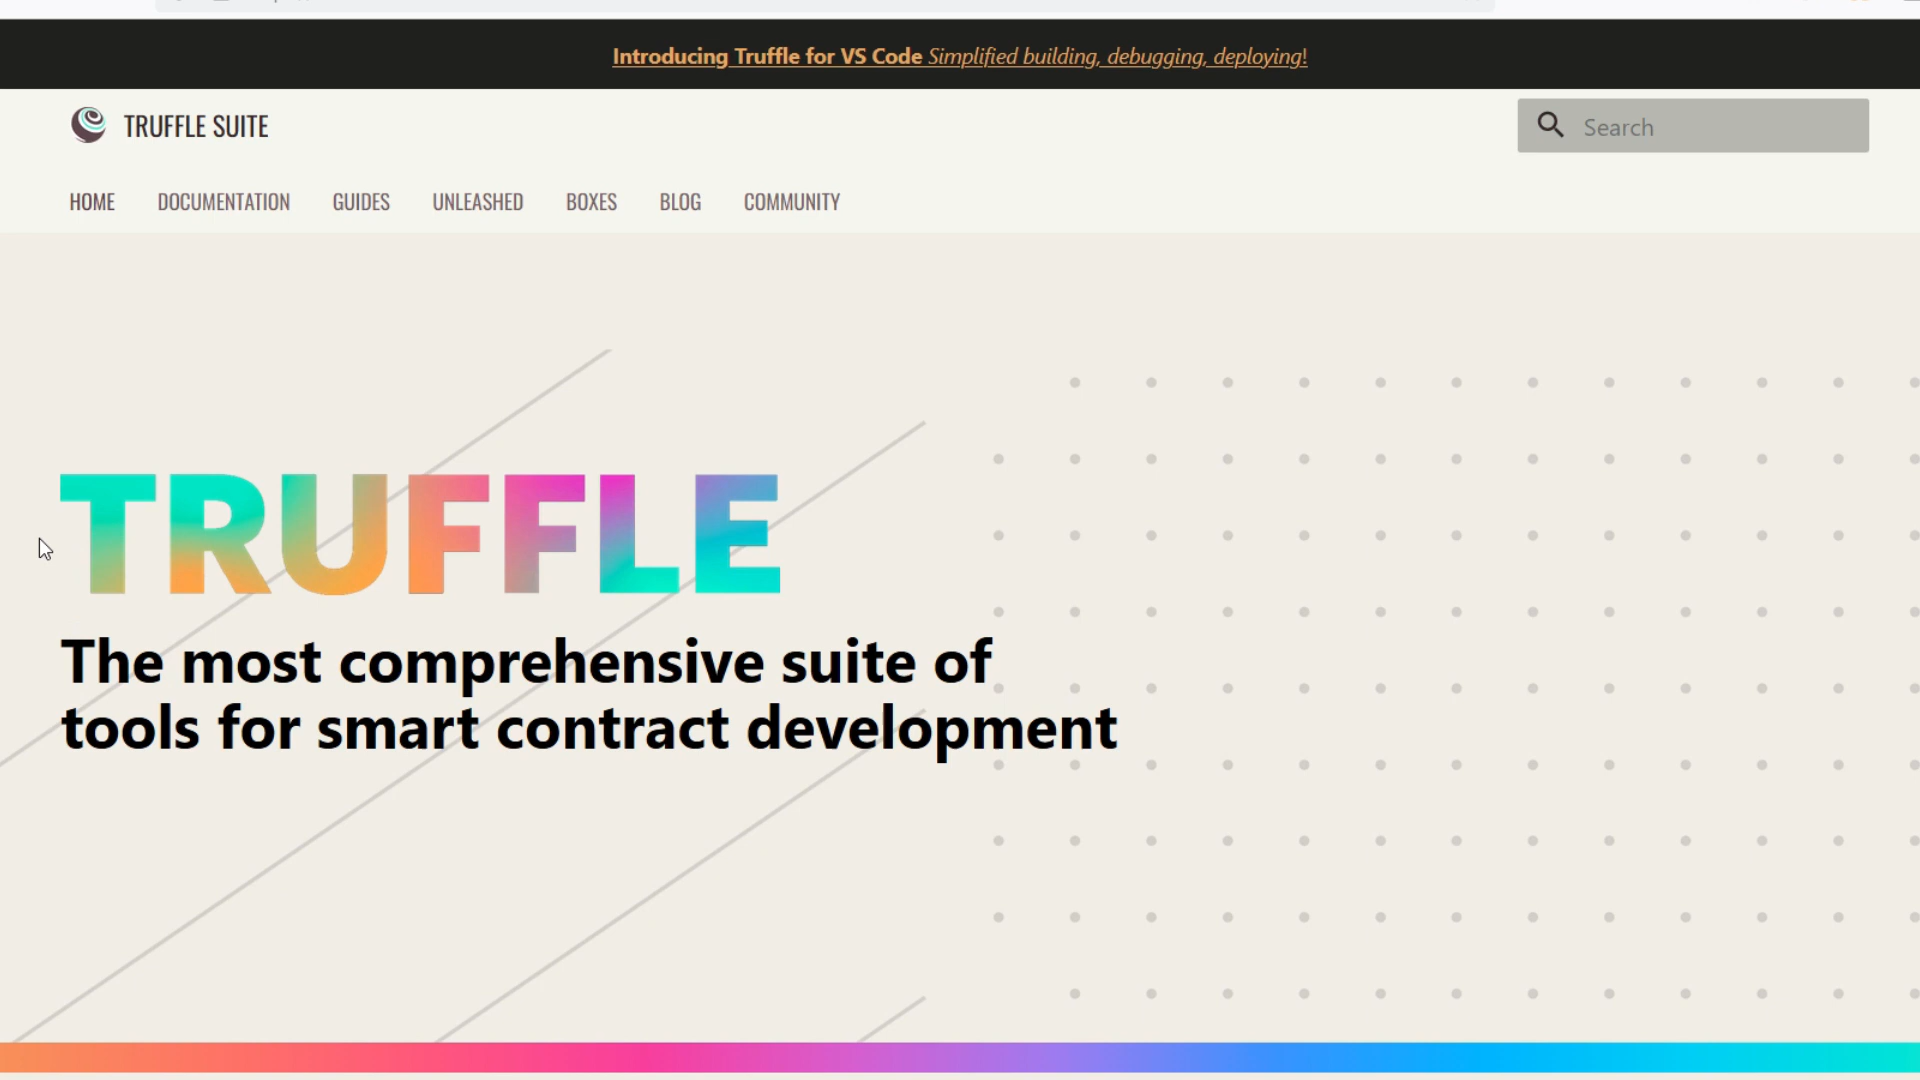 Introducing Truffle for VS Code Simplified building, debugging, deploying!
TRUFFLE SUITE
Search
HOME DOCUMENTATION GUIDES UNLEASHED BOXES BLOG COMMUNITY
TRUFFLE
The most comprehensive suite of
tools for smart contract development